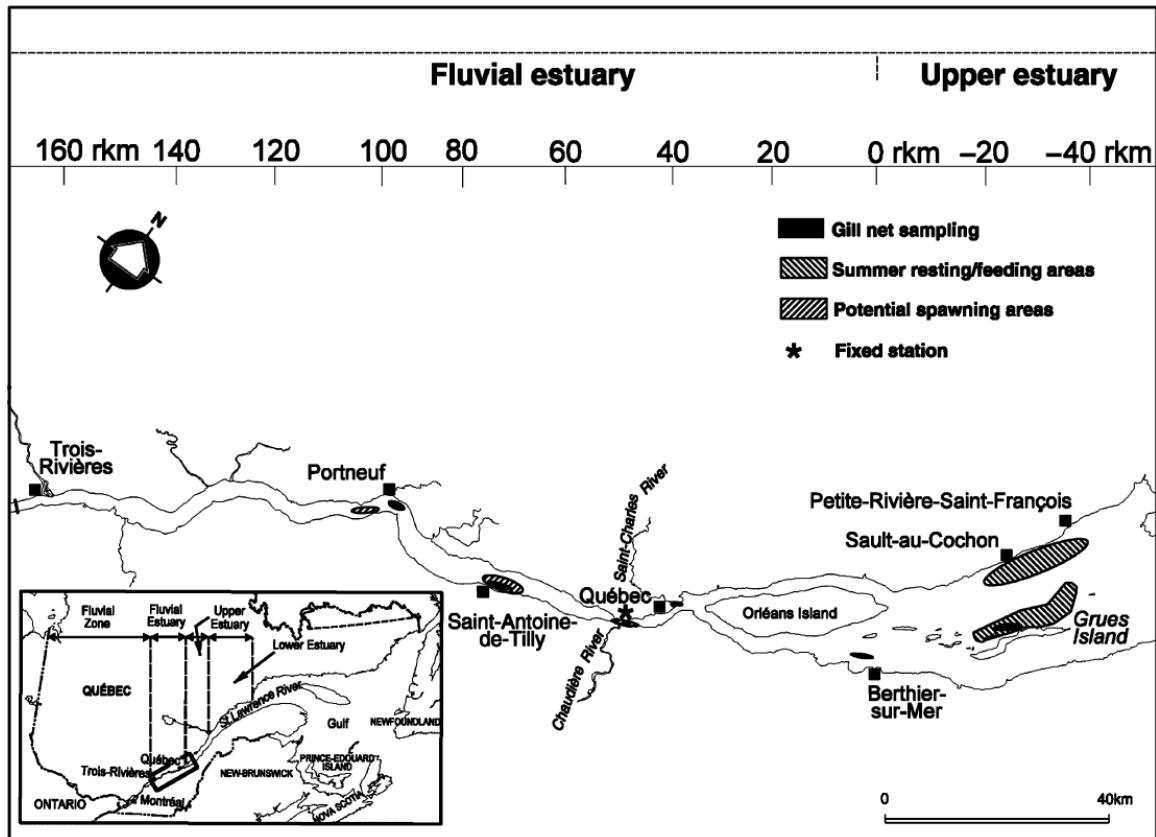 Fluvial estuary
Upper estuary
160 rkm 140 120 100 80 60 40 20 0 rkm −20 −40 rkm
N
Gill net sampling
Summer resting/feeding areas
Potential spawning areas
Fixed station
Trois-
Rivières
Portneuf
Saint-Charles River
Petite-Rivière-Saint-François
Sault-au-Cochon
Québec
Saint-Antoine-
de-Tilly
Orléans Island
Grues
Island
Chaudière River
Berthier-
sur-Mer
Fluvial
Zone
Fluvial
Estuary
Upper
Estuary
Lower Estuary
QUÉBEC
St Lawrence River
Gulf
NEWFOUNDLAND
Québec
Trois-Rivières
NEW-BRUNSWICK
PRINCE-EDOUARD
ISLAND
Montréal
ONTARIO
NOVA SCOTIA
0 40km